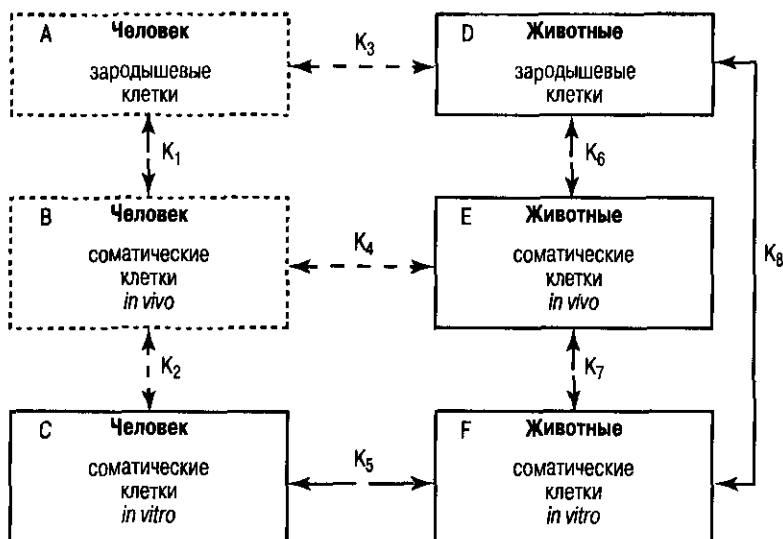 A Человек
зародышевые
клетки
K3
D Животные
зародышевые
клетки
K1
K6
B Человек
соматические
клетки
in vivo
K4
E Животные
соматические
клетки
in vivo
K8
K2
K7
C Человек
соматические
клетки
in vitro
K5
F Животные
соматические
клетки
in vitro